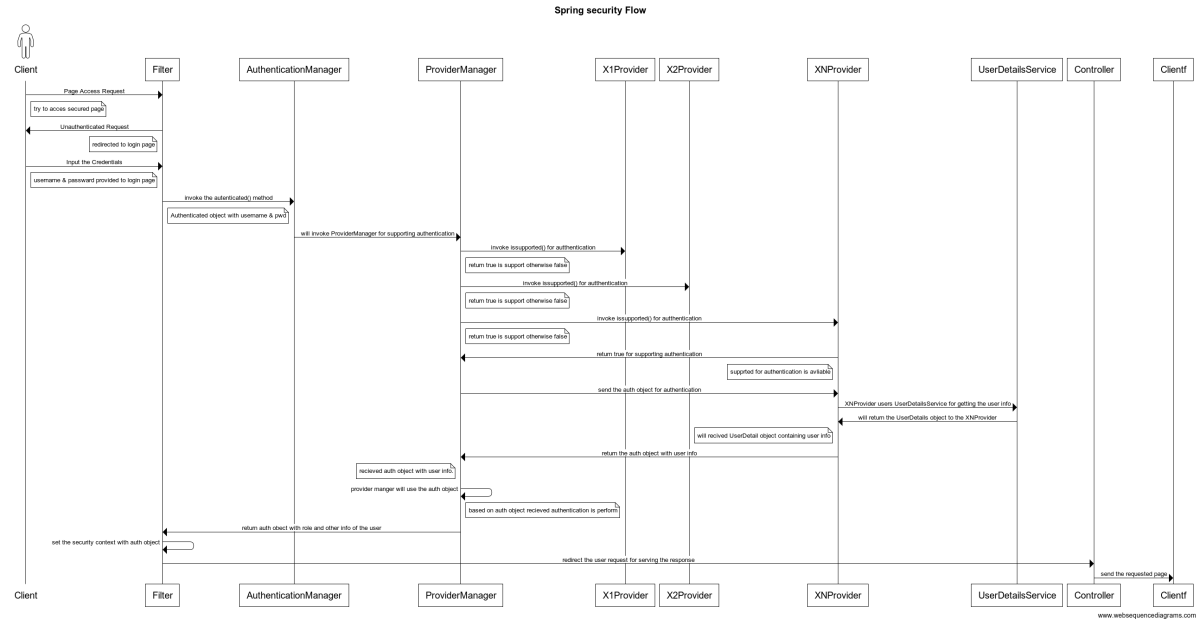 Spring security Flow
Client
Filter
AuthenticationManager
ProviderManager
X1Provider
X2Provider
XNProvider
UserDetailsService
Controller
Clientf
Page Access Request
try to acces secured page
Unauthenticated Request
redirected to login page
Input the Credentials
username & passward provided to login page
invoke the autenticated() method
Authenticated object with username & pwd
will invoke ProviderManager for supporting authentication
invoke issupported() for autthentication
return true is support otherwise false
invoke issupported() for autthentication
return true is support otherwise false
invoke issupported() for autthentication
return true is support otherwise false
return true for supporting authentication
supprted for authentication is avliable
send the auth object for authentication
XNProvider users UserDetailsService for getting the user info
will return the UserDetails object to the XNProvider
will recived UserDetail object containing user info
return the auth object with user info
recieved auth object with user info.
provider manger will use the auth object
based on auth object recieved authentication is perform
return auth obect with role and other info of the user
set the security context with auth object
redirect the user request for serving the response
send the requested page
Client
Filter
AuthenticationManager
ProviderManager
X1Provider
X2Provider
XNProvider
UserDetailsService
Controller
Clientf
www.websequencediagrams.com